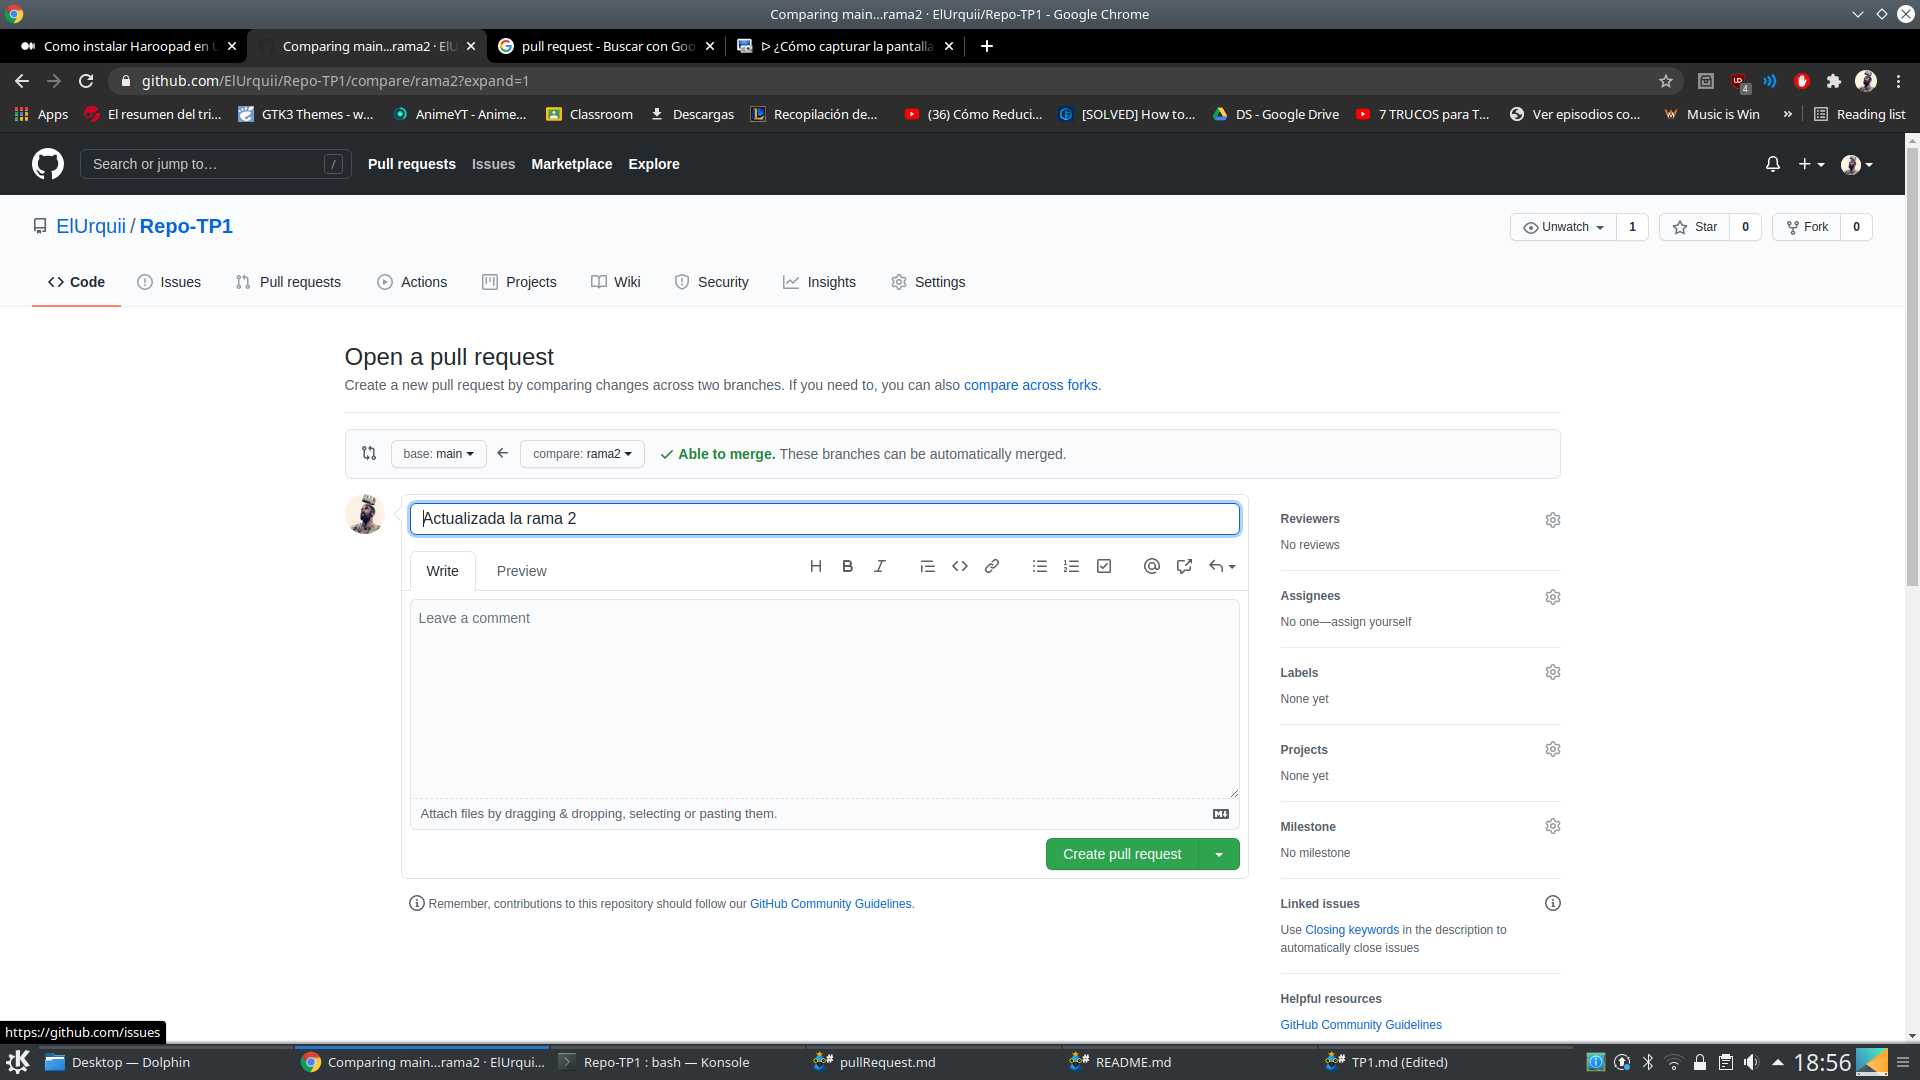 Comparing main...rama2 · ElUrquii/Repo-TP1 - Google Chrome
Como instalar Haroopad en U
Comparing main...rama2 · ElU
pull request - Buscar con Goo
ᐅ ¿Cómo capturar la pantalla
github.com/ElUrquii/Repo-TP1/compare/rama2?expand=1
4
Apps
El resumen del tri...
GTK3 Themes - w...
AnimeYT - Anime...
Classroom
Descargas
Recopilación de...
(36) Cómo Reduci...
[SOLVED] How to...
DS - Google Drive
7 TRUCOS para T...
Ver episodios co...
Music is Win
»
Reading list
Search or jump to…
/
Pull requests
Issues
Marketplace
Explore
ElUrquii / Repo-TP1
Unwatch 1
Star 0
Fork 0
Code
Issues
Pull requests
Actions
Projects
Wiki
Security
Insights
Settings
Open a pull request
Create a new pull request by comparing changes across two branches. If you need to, you can also compare across forks.
base: main
compare: rama2
Able to merge. These branches can be automatically merged.
Actualizada la rama 2
Write
Preview
H B I
Leave a comment
Attach files by dragging & dropping, selecting or pasting them.
Create pull request
Remember, contributions to this repository should follow our GitHub Community Guidelines.
Reviewers
No reviews
Assignees
No one—assign yourself
Labels
None yet
Projects
None yet
Milestone
No milestone
Linked issues
Use Closing keywords in the description to
automatically close issues
Helpful resources
GitHub Community Guidelines
https://github.com/issues
Desktop — Dolphin
Comparing main...rama2 · ElUrqui...
Repo-TP1 : bash — Konsole
pullRequest.md
README.md
TP1.md (Edited)
18:56